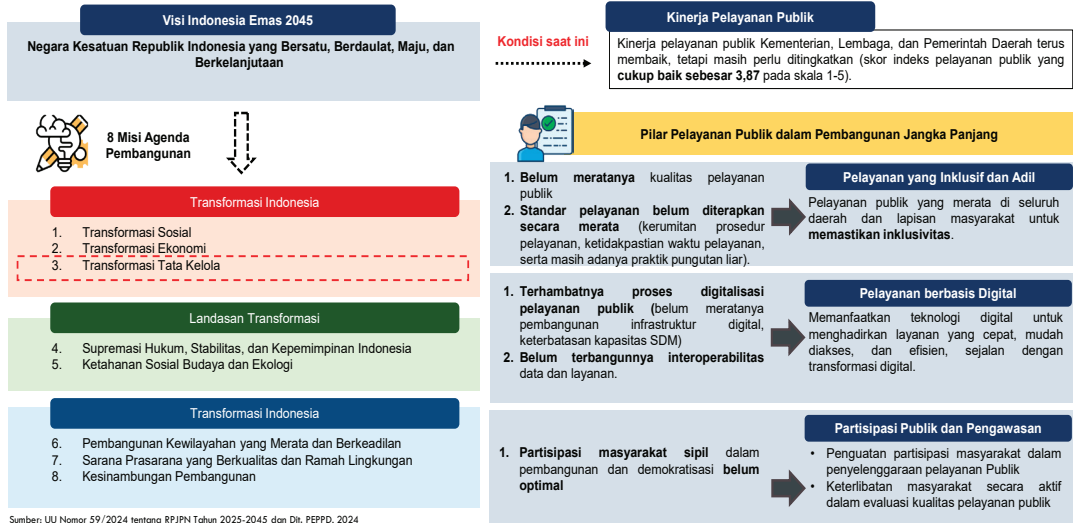 Visi Indonesia Emas 2045
Negara Kesatuan Republik Indonesia yang Bersatu, Berdaulat, Maju, dan
Berkelanjutaan
8 Misi Agenda
Pembangunan
Transformasi Indonesia
1. Transformasi Sosial
2. Transformasi Ekonomi
3. Transformasi Tata Kelola
Landasan Transformasi
4. Supremasi Hukum, Stabilitas, dan Kepemimpinan Indonesia
5. Ketahanan Sosial Budaya dan Ekologi
Transformasi Indonesia
6. Pembangunan Kewilayahan yang Merata dan Berkeadilan
7. Sarana Prasarana yang Berkualitas dan Ramah Lingkungan
8. Kesinambungan Pembangunan
Sumber: UU Nomor 59/2024 tentang RPJPN Tahun 2025-2045 dan Dit. PEPPD, 2024
Kondisi saat ini
Kinerja Pelayanan Publik
Kinerja pelayanan publik Kementerian, Lembaga, dan Pemerintah Daerah terus
membaik, tetapi masih perlu ditingkatkan (skor indeks pelayanan publik yang
cukup baik sebesar 3,87 pada skala 1-5).
Pilar Pelayanan Publik dalam Pembangunan Jangka Panjang
1. Belum meratanya kualitas pelayanan
publik
2. Standar pelayanan belum diterapkan
secara merata (kerumitan prosedur
pelayanan, ketidakpastian waktu pelayanan,
serta masih adanya praktik pungutan liar).
Pelayanan yang Inklusif dan Adil
Pelayanan publik yang merata di seluruh
daerah dan lapisan masyarakat untuk
memastikan inklusivitas.
1. Terhambatnya proses digitalisasi
pelayanan publik (belum meratanya
pembangunan infrastruktur digital,
keterbatasan kapasitas SDM)
2. Belum terbangunnya interoperabilitas
data dan layanan.
Pelayanan berbasis Digital
Memanfaatkan teknologi digital untuk
menghadirkan layanan yang cepat, mudah
diakses, dan efisien, sejalan dengan
transformasi digital.
1. Partisipasi masyarakat sipil dalam
pembangunan dan demokratisasi belum
optimal
Partisipasi Publik dan Pengawasan
• Penguatan partisipasi masyarakat dalam
penyelenggaraan pelayanan Publik
• Keterlibatan masyarakat secara aktif
dalam evaluasi kualitas pelayanan publik